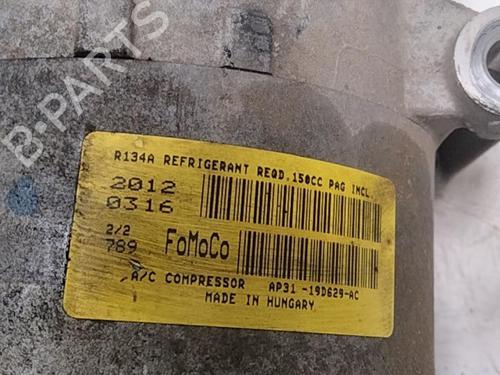 B-PARTS
R134A REFRIGERANT REQD. 150CC PAG INCL.
2012
0316
2/2
789
FoMoCo
A/C COMPRESSOR AP31-19D629-AC
MADE IN HUNGARY